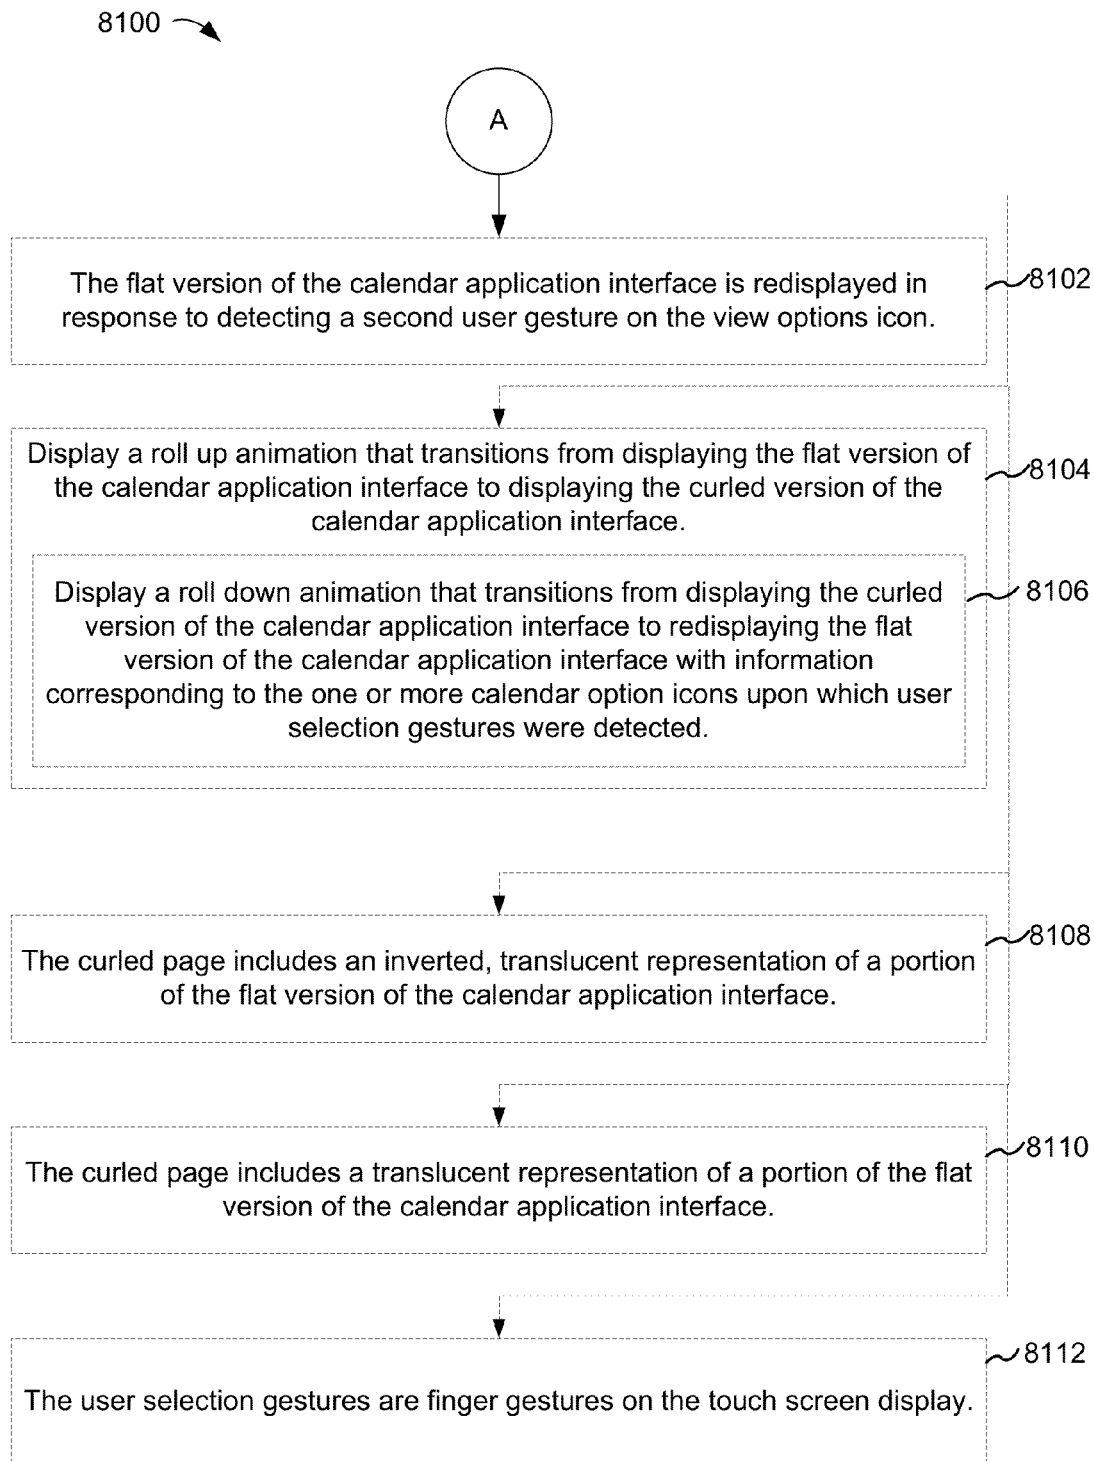 8100
A
The flat version of the calendar application interface is redisplayed in
response to detecting a second user gesture on the view options icon.
8102
Display a roll up animation that transitions from displaying the flat version of
the calendar application interface to displaying the curled version of the
calendar application interface.
8104
Display a roll down animation that transitions from displaying the curled
version of the calendar application interface to redisplaying the flat
version of the calendar application interface with information
corresponding to the one or more calendar option icons upon which user
selection gestures were detected.
8106
The curled page includes an inverted, translucent representation of a portion
of the flat version of the calendar application interface.
8108
The curled page includes a translucent representation of a portion of the flat
version of the calendar application interface.
8110
The user selection gestures are finger gestures on the touch screen display.
8112